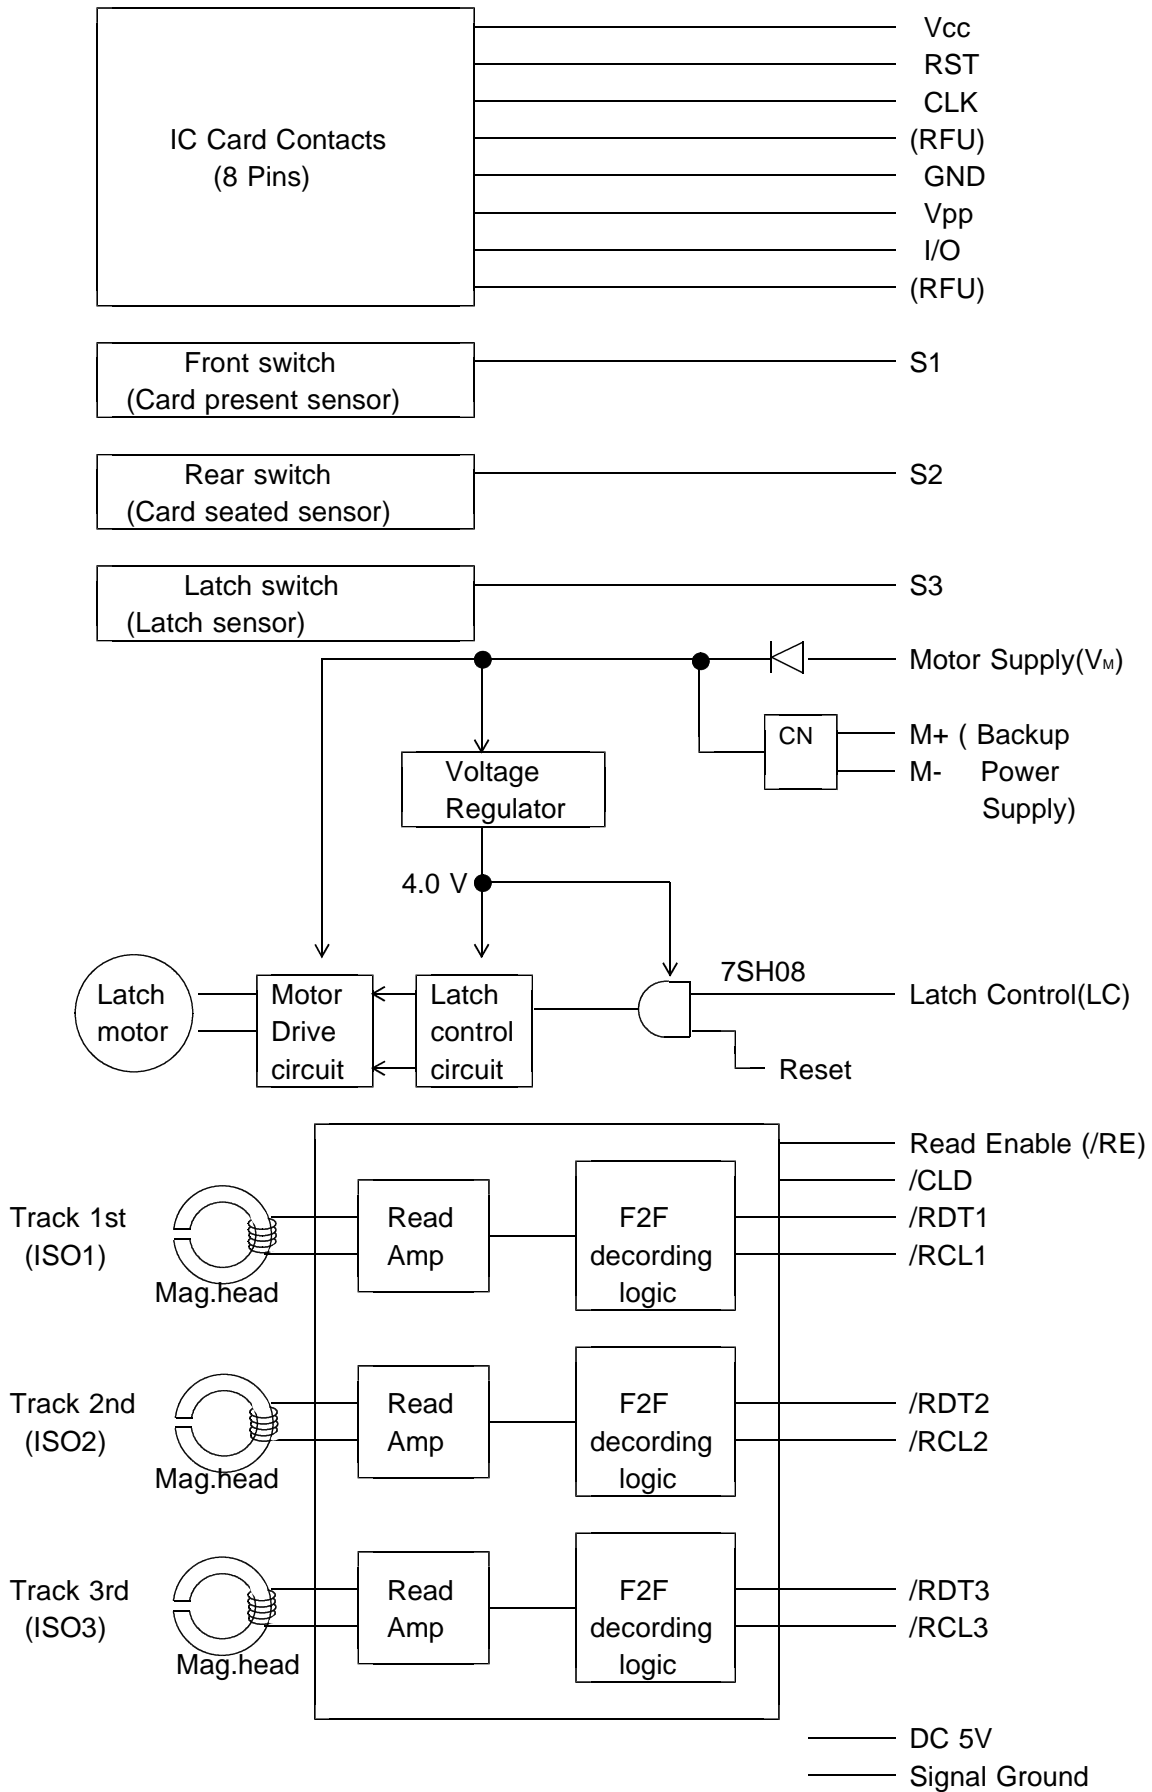 Vcc
RST
CLK
IC Card Contacts (RFU)
(8 Pins) GND
Vpp
I/O
(RFU)
Front switch S1
(Card present sensor)
Rear switch S2
(Card seated sensor)
Latch switch S3
(Latch sensor)
Motor Supply(VM)
CN M+ ( Backup
Voltage M- Power
Regulator Supply)
4.0 V
7SH08
Latch Motor Latch Latch Control(LC)
motor Drive control
circuit circuit Reset
Read Enable (/RE)
/CLD
Track 1st Read F2F /RDT1
(ISO1) Amp decording /RCL1
Mag.head logic
Track 2nd Read F2F /RDT2
(ISO2) Amp decording /RCL2
Mag.head logic
Track 3rd Read F2F /RDT3
(ISO3) Amp decording /RCL3
Mag.head logic
DC 5V
Signal Ground